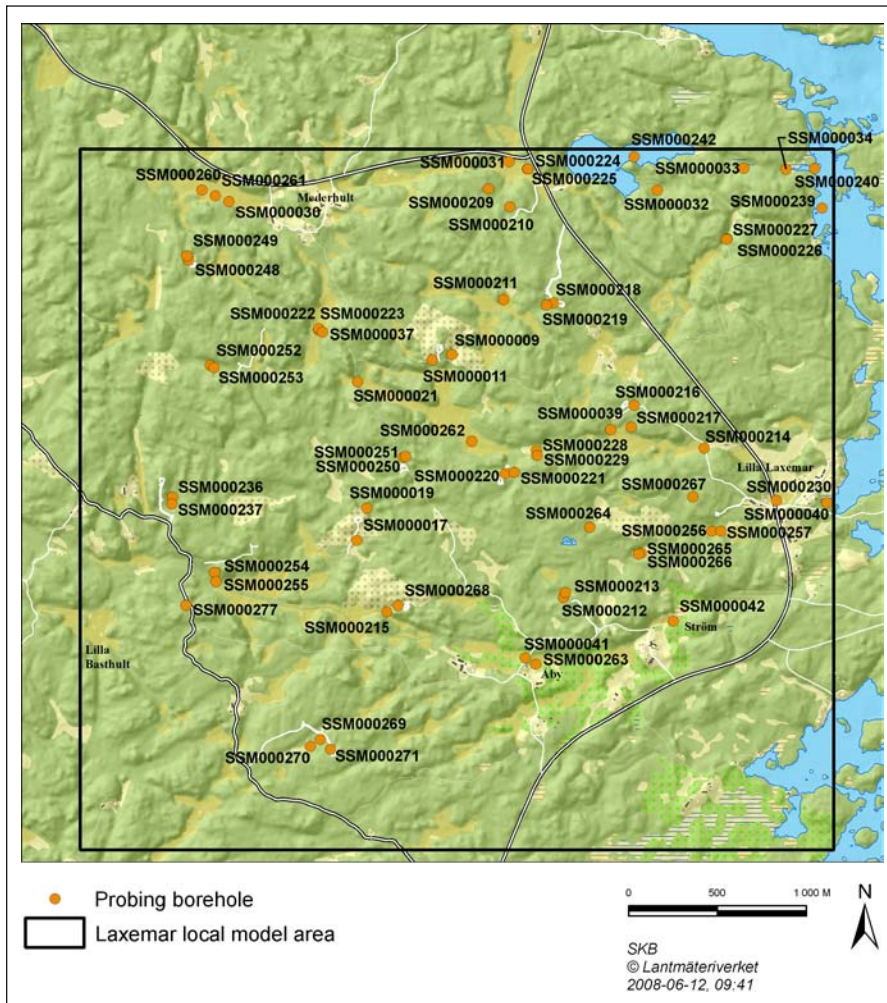 SSM000242
SSM000034
SSM000031
SSM000224
SSM000033
SSM000260
SSM000261
SSM000225
SSM000240
Mederhult
SSM000209
SSM000032
SSM000239
SSM000030
SSM000210
SSM000227
SSM000249
SSM000226
SSM000248
SSM000211
SSM000218
SSM000222
SSM000223
SSM000219
SSM000037
SSM000009
SSM000252
SSM000253
SSM000011
SSM000021
SSM000216
SSM000039
SSM000217
SSM000262
SSM000228
SSM000214
SSM000251
SSM000229
SSM000250
SSM000220
SSM000221
Lilla Laxemar
SSM000236
SSM000267
SSM000230
SSM000237
SSM000019
SSM000264
SSM000040
SSM000017
SSM000256
SSM000257
SSM000265
SSM000266
SSM000254
SSM000255
SSM000268
SSM000213
SSM000277
SSM000212
SSM000042
SSM000215
Ström
Lilla
Basthult
SSM000041
SSM000263
Åby
SSM000269
SSM000270
SSM000271
Probing borehole
Laxemar local model area
0 500 1 000 M
N
SKB
© Lantmäteriverket
2008-06-12, 09:41